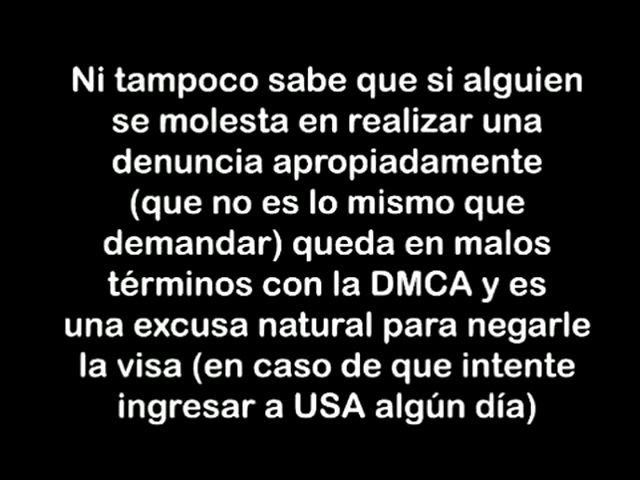 Ni tampoco sabe que si alguien
se molesta en realizar una
denuncia apropiadamente
(que no es lo mismo que
demandar) queda en malos
términos con la DMCA y es
una excusa natural para negarle
la visa (en caso de que intente
ingresar a USA algún día)